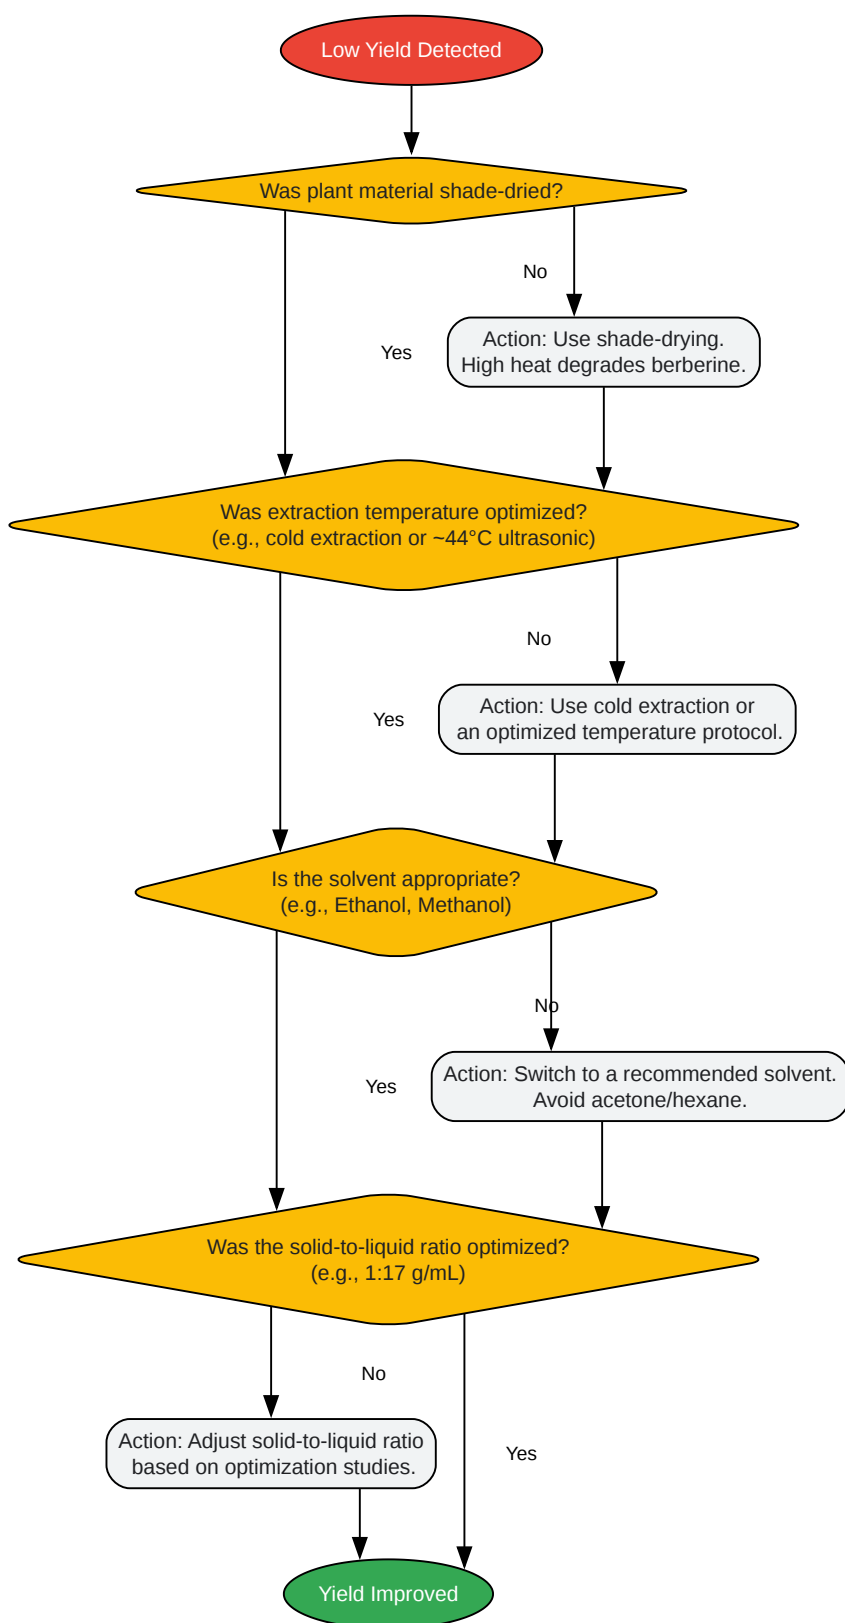 Low Yield Detected
Was plant material shade-dried?
No
Yes
Action: Use shade-drying.
High heat degrades berberine.
Was extraction temperature optimized?
(e.g., cold extraction or ~44°C ultrasonic)
No
Yes
Action: Use cold extraction or
an optimized temperature protocol.
Is the solvent appropriate?
(e.g., Ethanol, Methanol)
No
Yes
Action: Switch to a recommended solvent.
Avoid acetone/hexane.
Was the solid-to-liquid ratio optimized?
(e.g., 1:17 g/mL)
No
Action: Adjust solid-to-liquid ratio
based on optimization studies.
Yes
Yield Improved